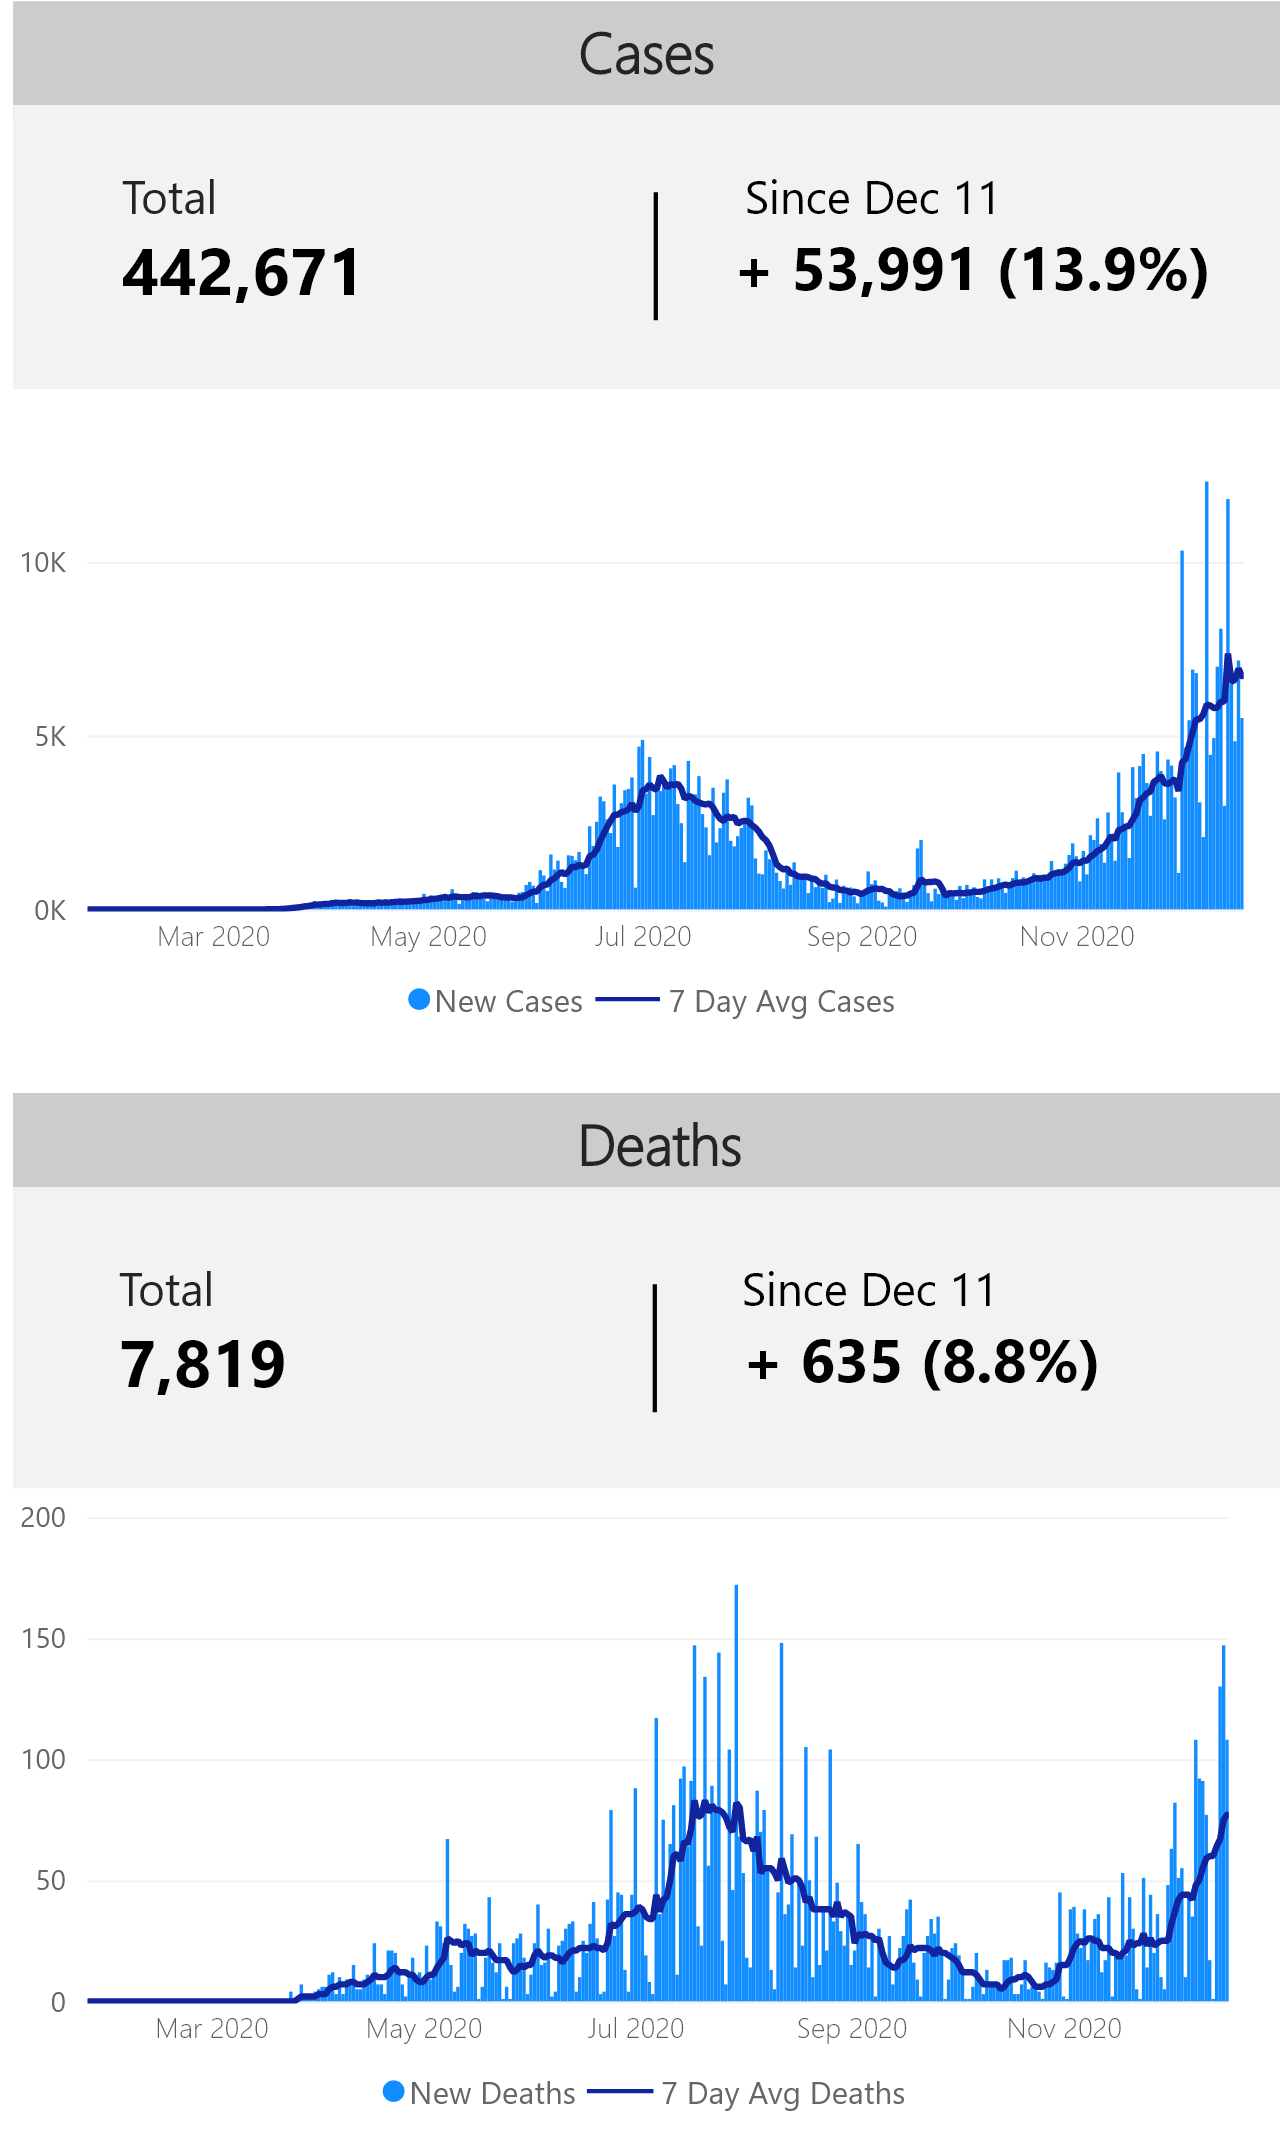 Cases
Total
Since Dec 11
442,671
+ 53,991 (13.9%)
10K
5K
0K
Mar 2020
May 2020
Jul 2020
Sep 2020
Nov 2020
New Cases
7 Day Avg Cases
Deaths
Total
Since Dec 11
7,819
+ 635 (8.8%)
200
150
100
50
0
Mar 2020
May 2020
Jul 2020
Sep 2020
Nov 2020
New Deaths
7 Day Avg Deaths